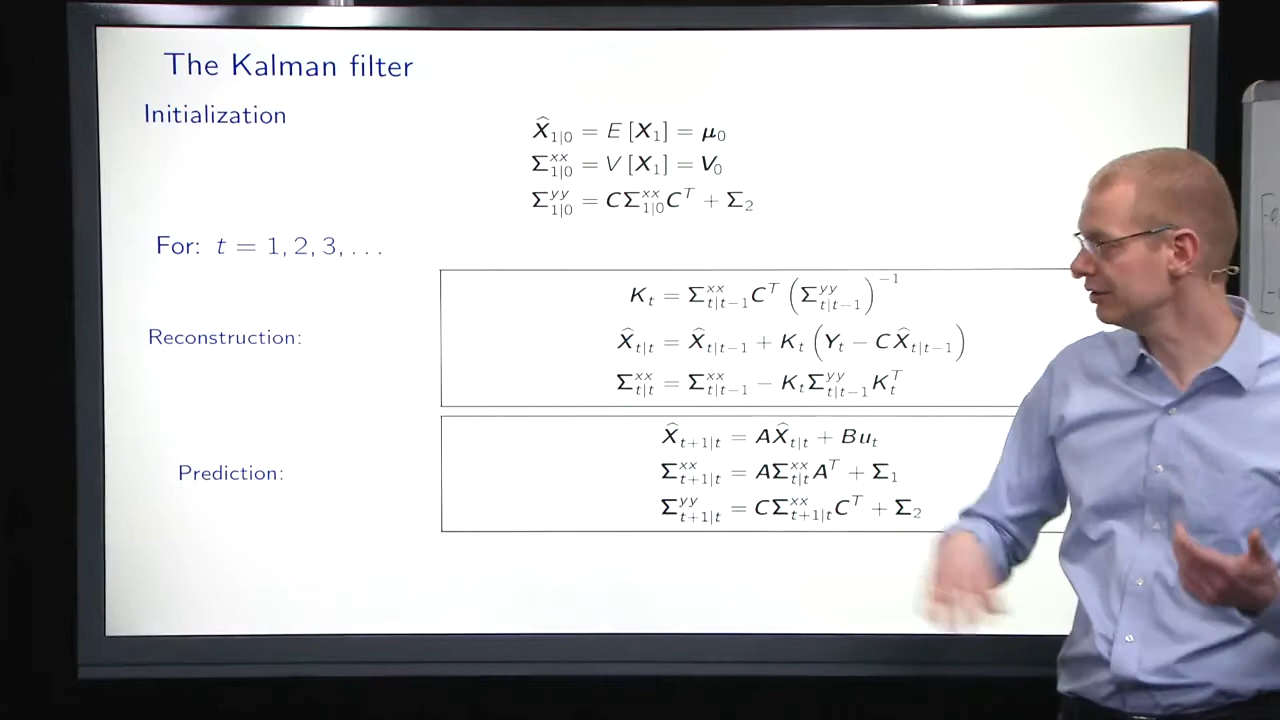 The Kalman filter
Initialization
X̂_{1|0} = E [X_1] = μ_0
Σ^{xx}_{1|0} = V [X_1] = V_0
Σ^{yy}_{1|0} = CΣ^{xx}_{1|0}C^T + Σ_2
For: t = 1, 2, 3, . . .
K_t = Σ^{xx}_{t|t−1}C^T (Σ^{yy}_{t|t−1})^{−1}
Reconstruction: X̂_{t|t} = X̂_{t|t−1} + K_t (Y_t − CX̂_{t|t−1})
Σ^{xx}_{t|t} = Σ^{xx}_{t|t−1} − K_tΣ^{yy}_{t|t−1}K_t^T
X̂_{t+1|t} = AX̂_{t|t} + Bu_t
Prediction: Σ^{xx}_{t+1|t} = AΣ^{xx}_{t|t}A^T + Σ_1
Σ^{yy}_{t+1|t} = CΣ^{xx}_{t+1|t}C^T + Σ_2